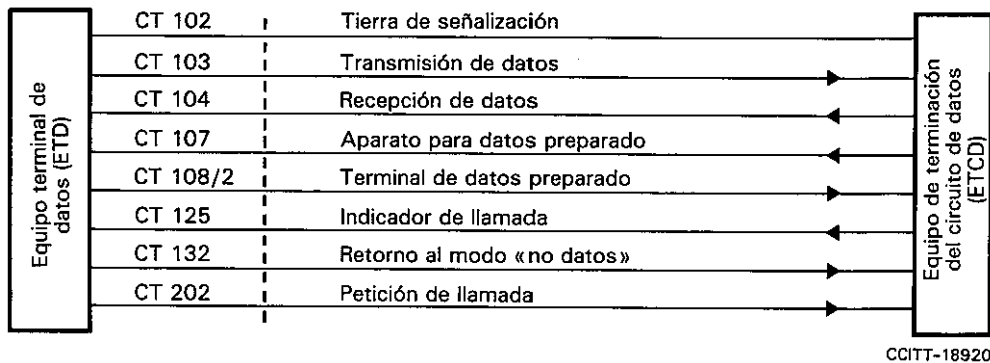 Equipo terminal de
datos (ETD)
CT 102 Tierra de señalización
CT 103 Transmisión de datos
CT 104 Recepción de datos
CT 107 Aparato para datos preparado
CT 108/2 Terminal de datos preparado
CT 125 Indicador de llamada
CT 132 Retorno al modo «no datos»
CT 202 Petición de llamada
Equipo de terminación
del circuito de datos
(ETCD)
CCITT-18920